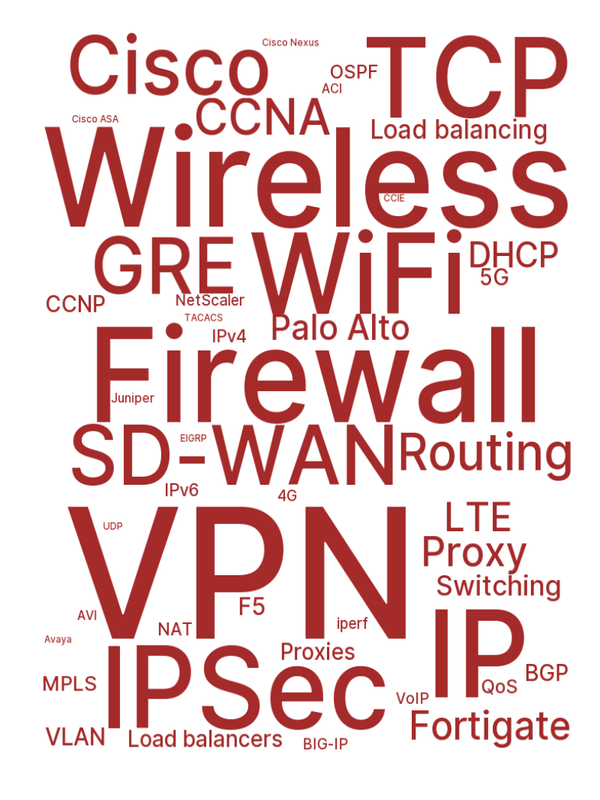 Cisco
Cisco Nexus
OSPF
TCP
ACI
CCNA
Cisco ASA
Load balancing
Wireless
CCIE
GRE
WiFi
DHCP
5G
CCNP
NetScaler
TACACS
IPv4
Palo Alto
Firewall
Juniper
SD-WAN
EIGRP
Routing
IPv6
4G
VPN
UDP
LTE
Proxy
Switching
F5
AVI
NAT
iperf
IP
Avaya
IPSec
Proxies
BGP
QoS
MPLS
VoIP
Fortigate
VLAN
Load balancers
BIG-IP